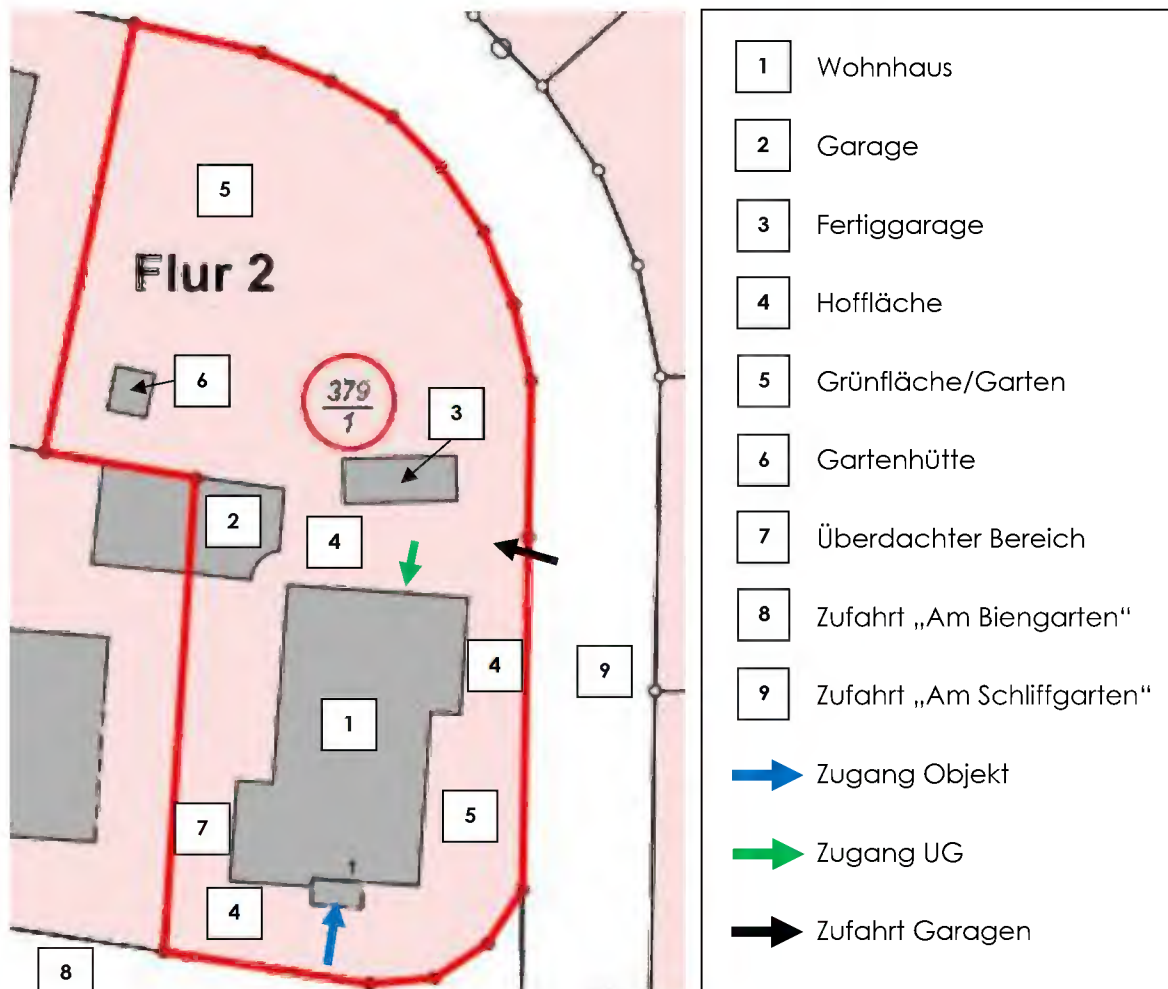 5
Flur 2
6
379
1
3
2
4
4
9
1
7
5
4
8
1 Wohnhaus
2 Garage
3 Fertiggarage
4 Hoffläche
5 Grünfläche/Garten
6 Gartenhütte
7 Überdachter Bereich
8 Zufahrt „Am Biengarten“
9 Zufahrt „Am Schliffgarten“
Zugang Objekt
Zugang UG
Zufahrt Garagen